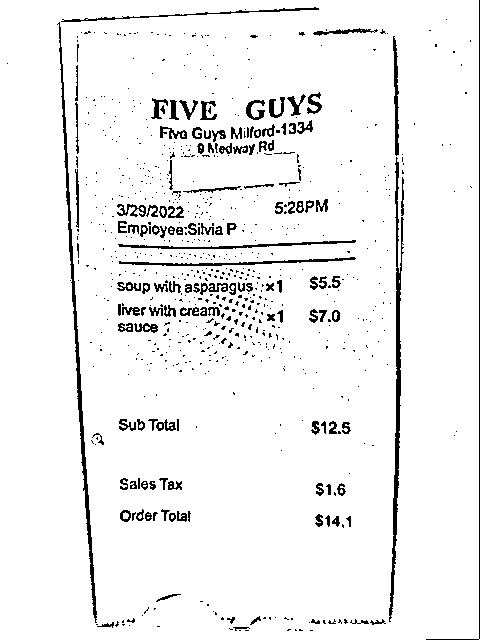 FIVE GUYS
Five Guys Milford-1334
9 Medway Rd
3/29/2022 5:28PM
Employee:Silvia P
soup with asparagus ×1 $5.5
liver with cream ×1 $7.0
sauce
Sub Total $12.5
Sales Tax $1.6
Order Total $14.1